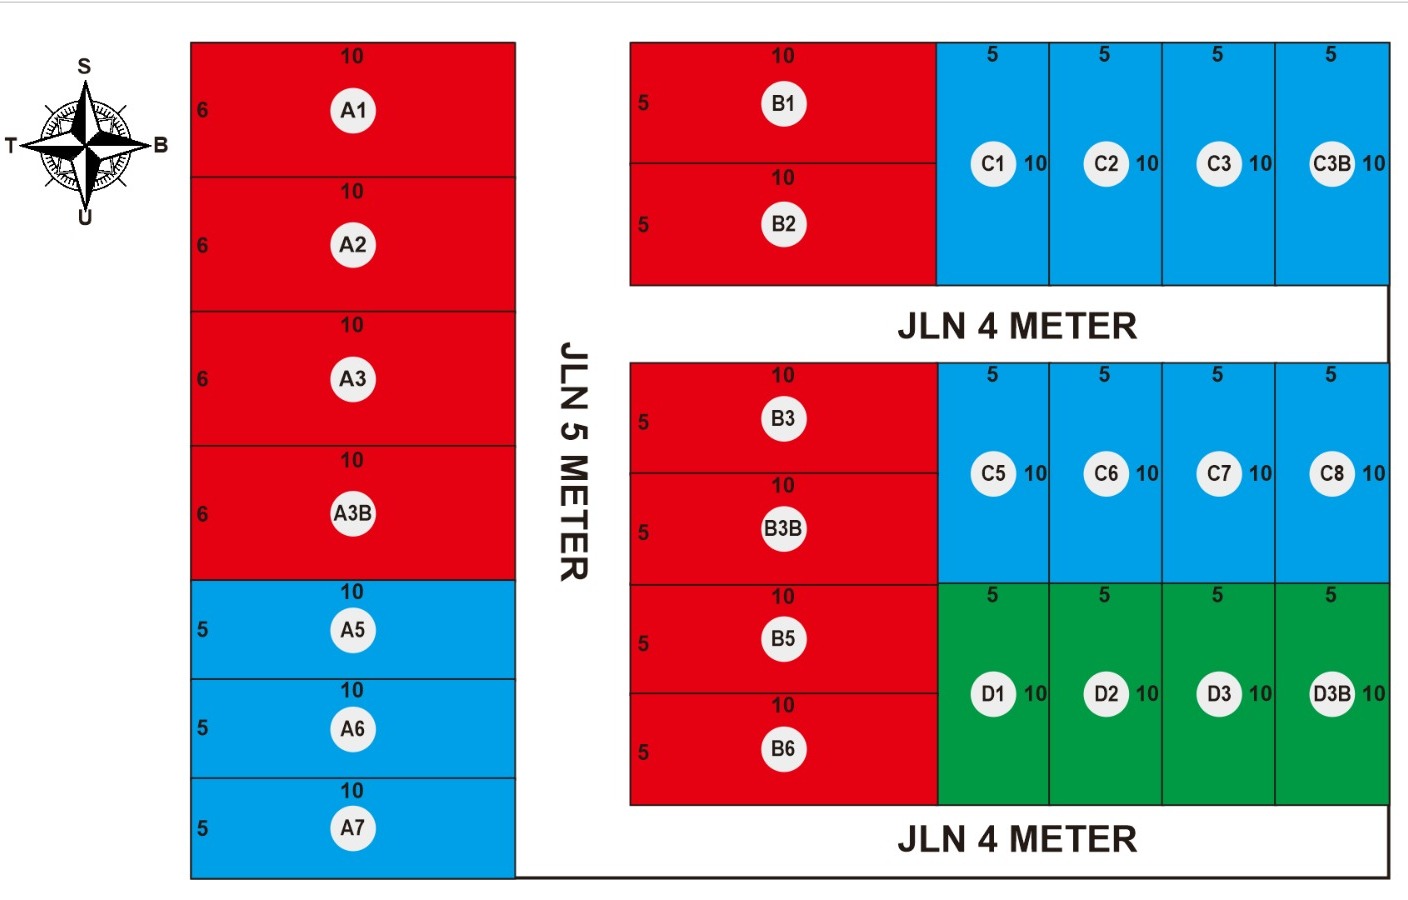 S
T B
U
10
6 A1
10
6 A2
10
6 A3
10
6 A3B
10
5 A5
10
5 A6
10
5 A7
JLN 5 METER
10
5 B1
10
5 B2
5 5 5 5
C1 10 C2 10 C3 10 C3B 10
JLN 4 METER
10
5 B3
10
5 B3B
10
5 B5
10
5 B6
5 5 5 5
C5 10 C6 10 C7 10 C8 10
5 5 5 5
D1 10 D2 10 D3 10 D3B 10
JLN 4 METER